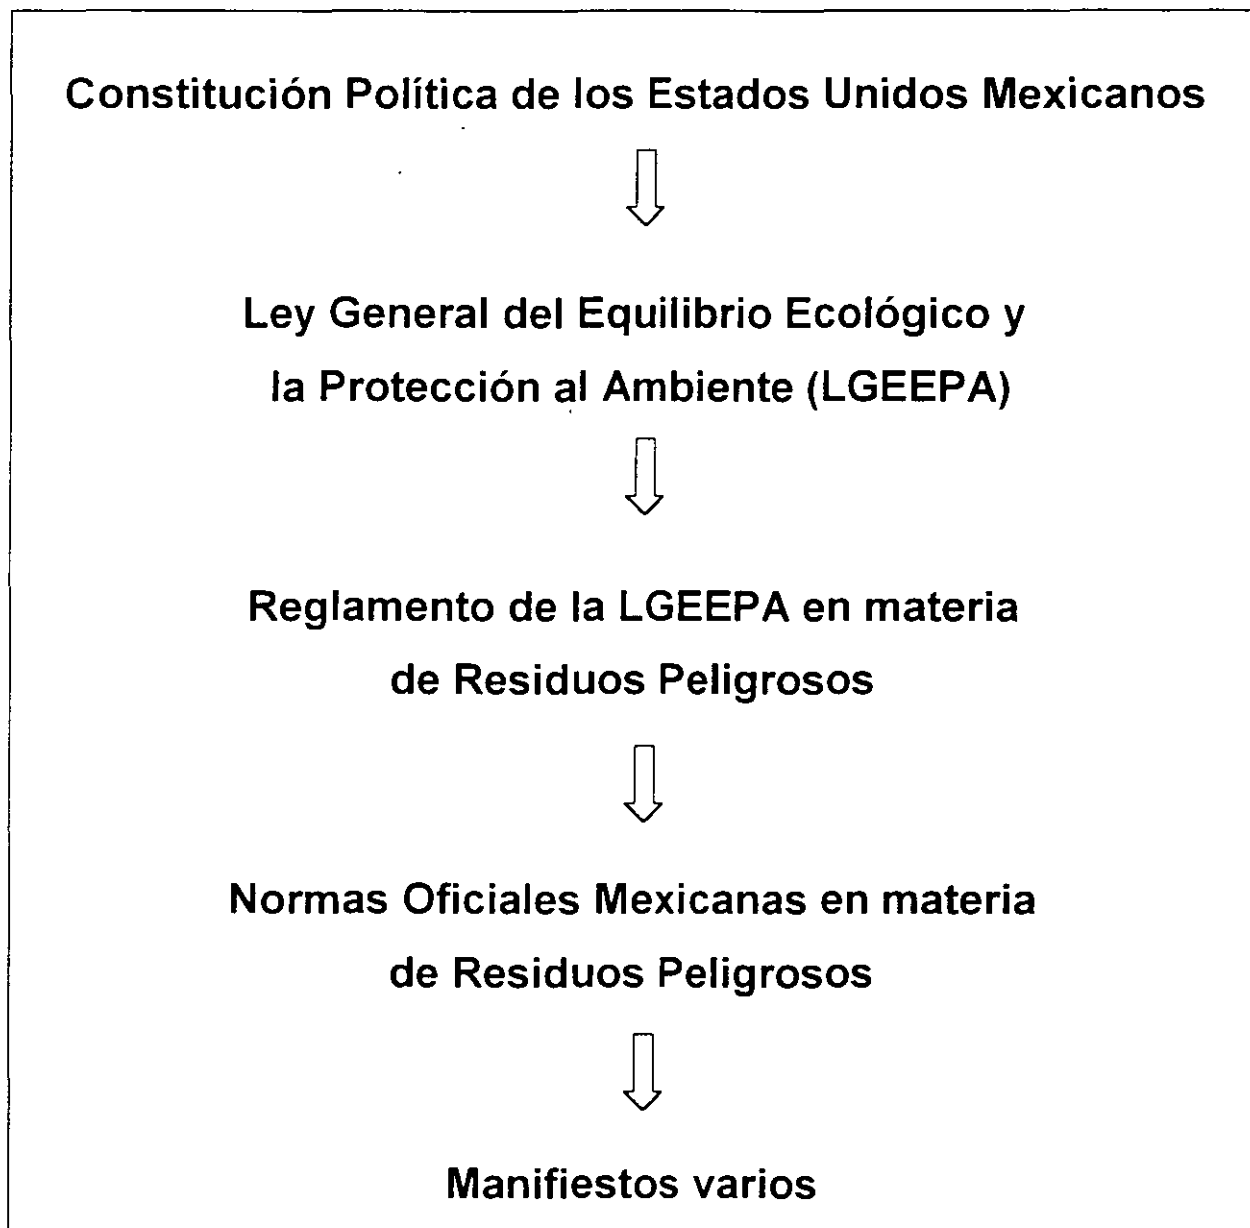 Constitución Política de los Estados Unidos Mexicanos
Ley General del Equilibrio Ecológico y
la Protección al Ambiente (LGEEPA)
Reglamento de la LGEEPA en materia
de Residuos Peligrosos
Normas Oficiales Mexicanas en materia
de Residuos Peligrosos
Manifiestos varios